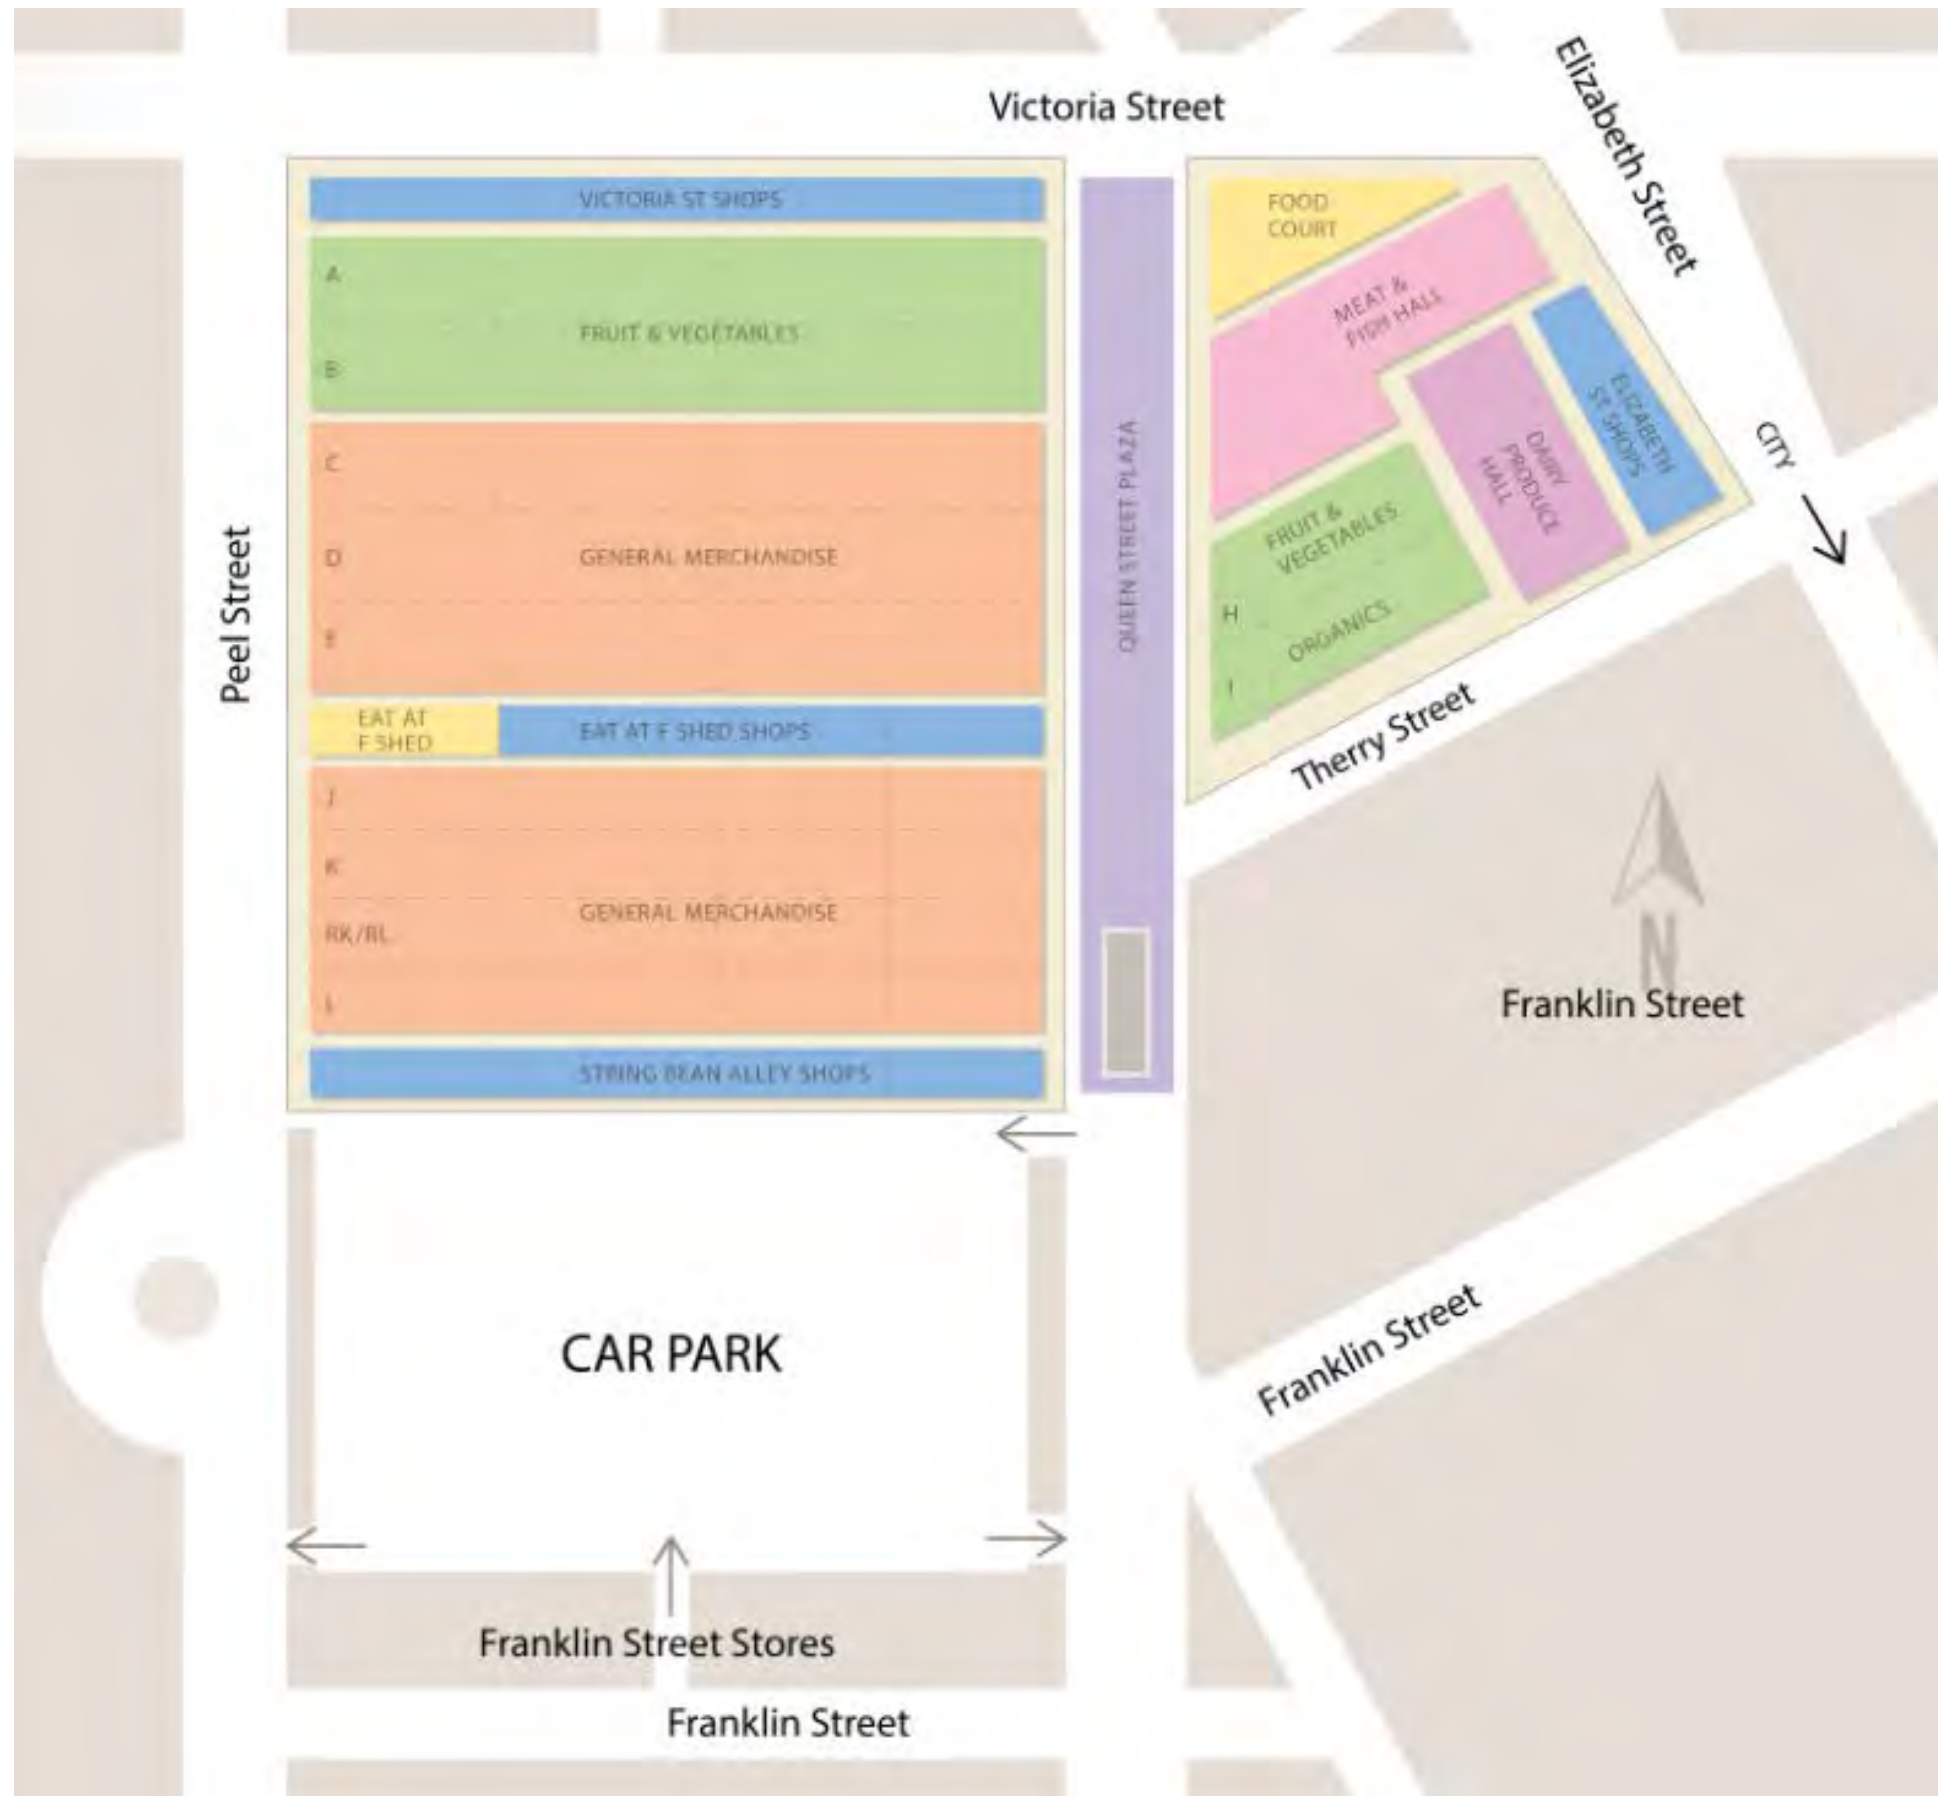 Victoria Street
Elizabeth Street
VICTORIA ST SHOPS
A
FRUIT & VEGETABLES
B
C
D
GENERAL MERCHANDISE
E
EAT AT
F SHED
EAT AT F SHED SHOPS
J
K
GENERAL MERCHANDISE
RK/RL
L
STRING BEAN ALLEY SHOPS
Peel Street
QUEEN STREET PLAZA
FOOD
COURT
MEAT &
FISH HALL
ELIZABETH
ST SHOPS
DAIRY
PRODUCE
HALL
FRUIT &
VEGETABLES
H
ORGANICS
I
CITY
Therry Street
N
Franklin Street
Franklin Street
CAR PARK
Franklin Street Stores
Franklin Street